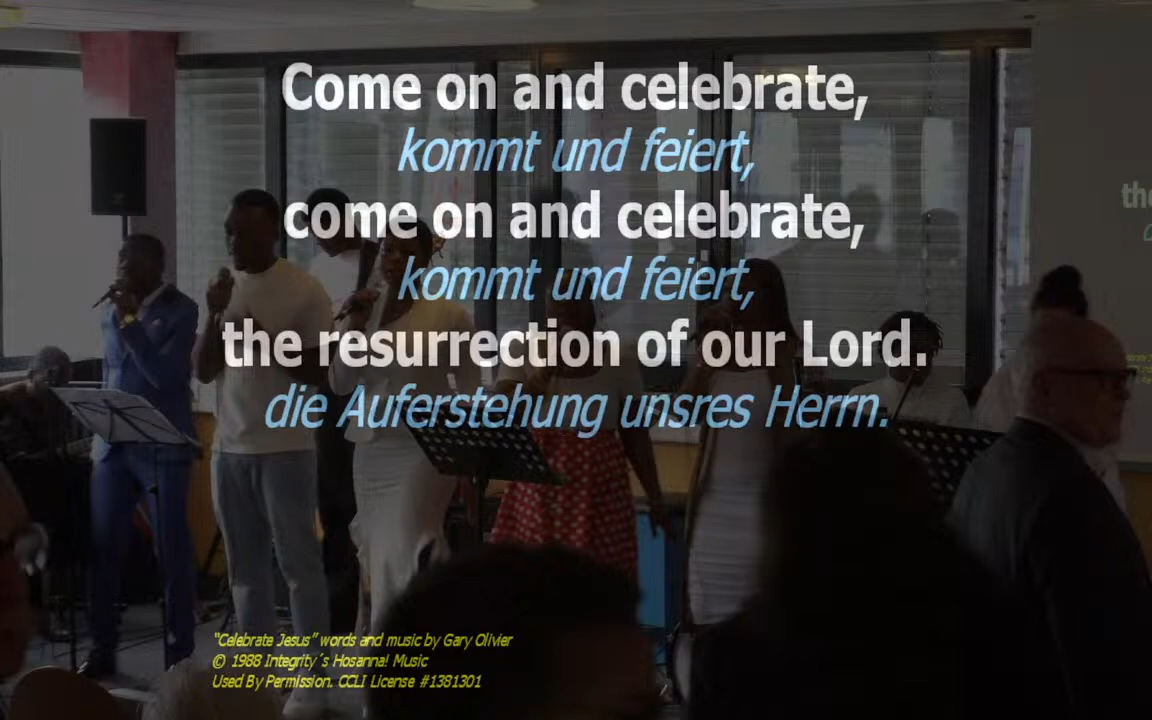 Come on and celebrate,
kommt und feiert,
come on and celebrate,
kommt und feiert,
the resurrection of our Lord.
die Auferstehung unsres Herrn.
the
"Celebrate Jesus" words and music by Gary Olivier
© 1988 Integrity´s Hosanna! Music
Used By Permission. CCLI License #1381301